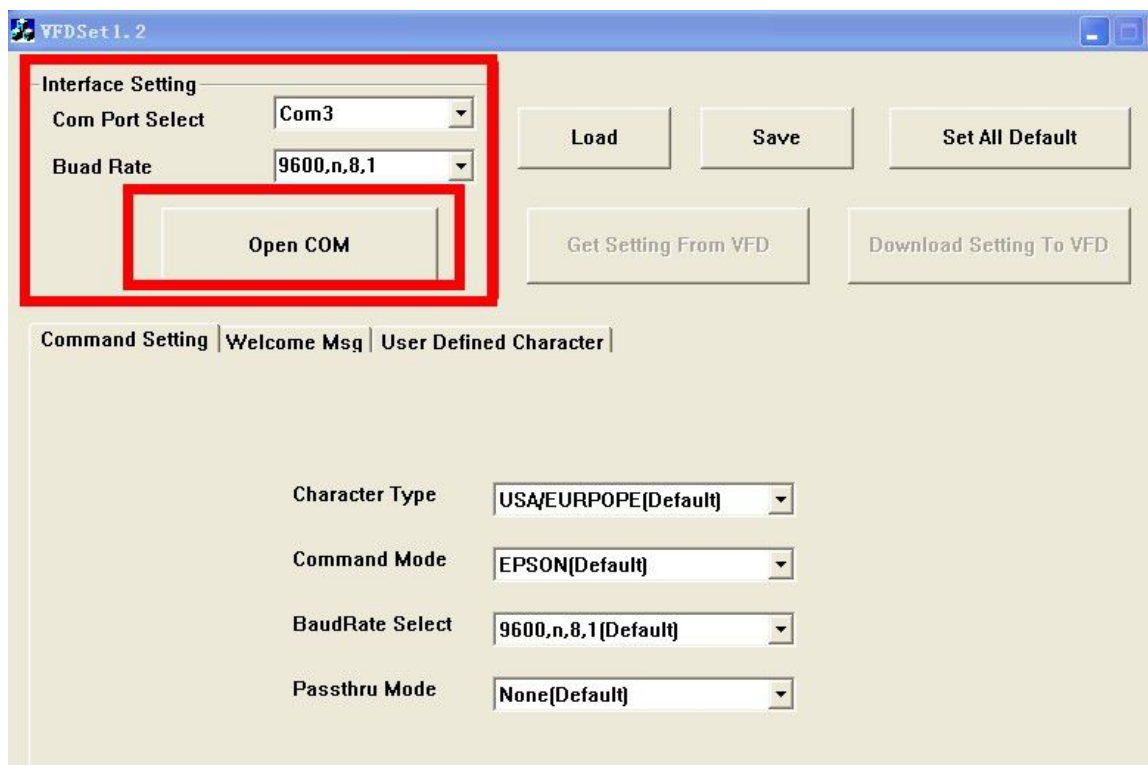 VFDSet1.2
Interface Setting
Com Port Select Com3
Buad Rate 9600,n,8,1
Open COM
Load Save Set All Default
Get Setting From VFD Download Setting To VFD
Command Setting Welcome Msg User Defined Character
Character Type USA/EURPOPE(Default)
Command Mode EPSON(Default)
BaudRate Select 9600,n,8,1(Default)
Passthru Mode None(Default)